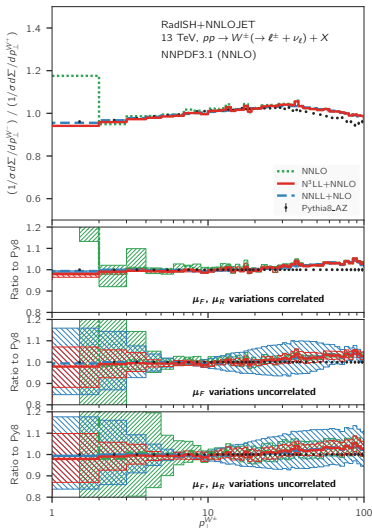 RadISH+NNLOJET
13 TeV, pp → W±(→ ℓ± + νℓ) + X
NNPDF3.1 (NNLO)
(1/σ dΣ/dp⊥^W−) / (1/σ dΣ/dp⊥^W+)
1.4
1.2
1.0
0.8
0.6
NNLO
N³LL+NNLO
NNLL+NLO
Pythia8_AZ
Ratio to Py8
1.2
1.1
1.0
0.9
0.8
μF, μR variations correlated
Ratio to Py8
1.2
1.1
1.0
0.9
0.8
μF variations uncorrelated
Ratio to Py8
1.2
1.1
1.0
0.9
0.8
μF, μR variations uncorrelated
1
10
100